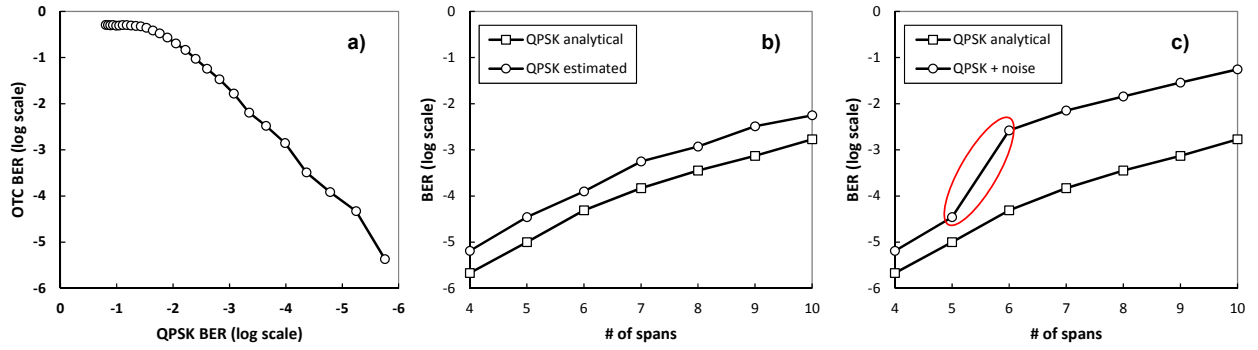 a)
OTC BER (log scale)
0
-1
-2
-3
-4
-5
-6
0 -1 -2 -3 -4 -5 -6
QPSK BER (log scale)
b)
QPSK analytical
QPSK estimated
BER (log scale)
0
-1
-2
-3
-4
-5
-6
4 5 6 7 8 9 10
# of spans
c)
QPSK analytical
QPSK + noise
BER (log scale)
0
-1
-2
-3
-4
-5
-6
4 5 6 7 8 9 10
# of spans